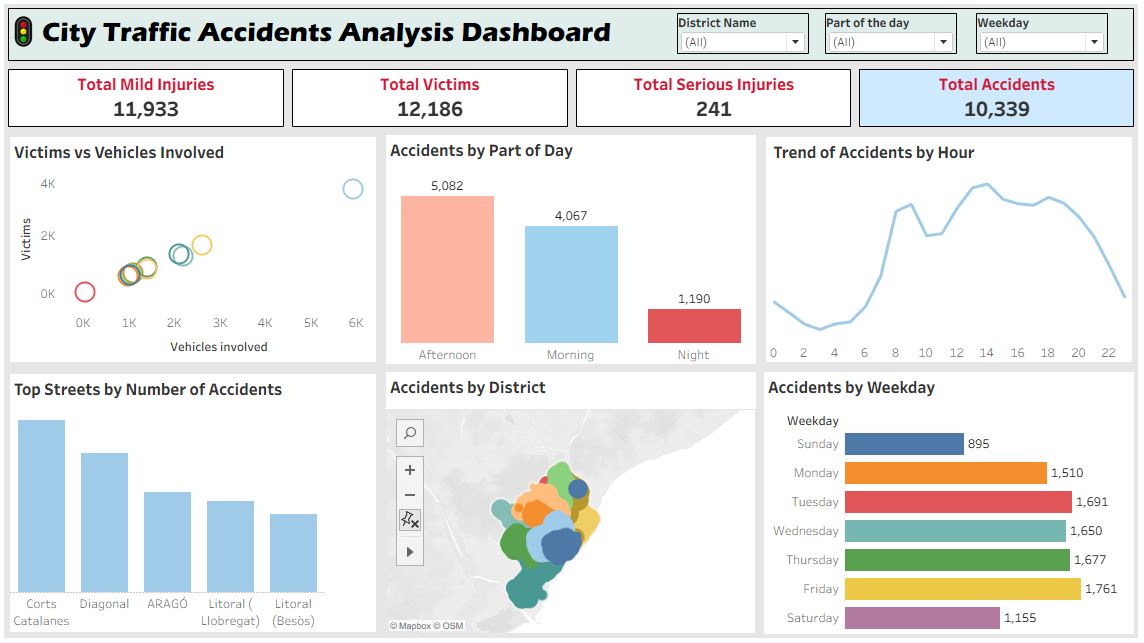 City Traffic Accidents Analysis Dashboard
District Name
(All)
Part of the day
(All)
Weekday
(All)
Total Mild Injuries
11,933
Total Victims
12,186
Total Serious Injuries
241
Total Accidents
10,339
Victims vs Vehicles Involved
4K
2K
0K
Victims
0K 1K 2K 3K 4K 5K 6K
Vehicles involved
Accidents by Part of Day
5,082
4,067
1,190
Afternoon Morning Night
Trend of Accidents by Hour
0 2 4 6 8 10 12 14 16 18 20 22
Top Streets by Number of Accidents
Corts
Catalanes
Diagonal
ARAGÓ
Litoral (
Llobregat)
Litoral
(Besòs)
Accidents by District
© Mapbox © OSM
Accidents by Weekday
Weekday
Sunday 895
Monday 1,510
Tuesday 1,691
Wednesday 1,650
Thursday 1,677
Friday 1,761
Saturday 1,155